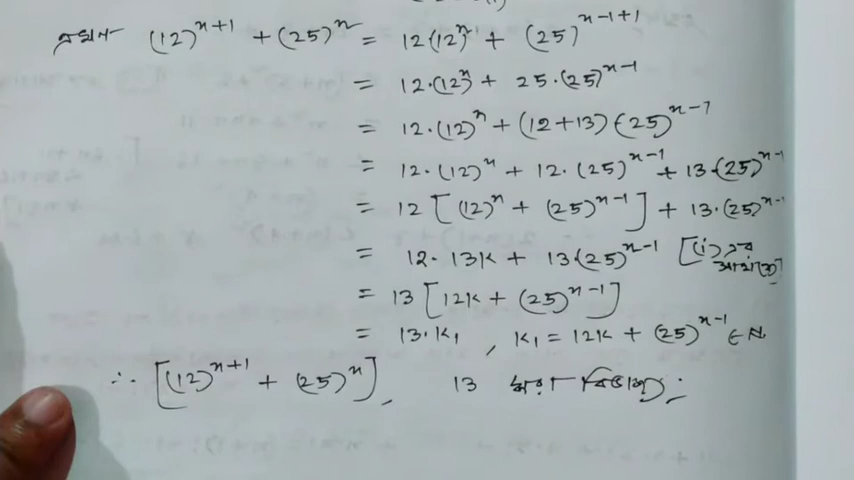 এখন (12)^{n+1} + (25)^n = 12(12)^n + (25)^{n-1+1}
= 12·(12)^n + 25·(25)^{n-1}
= 12·(12)^n + (12+13)(25)^{n-1}
= 12·(12)^n + 12·(25)^{n-1} + 13·(25)^{n-1}
= 12[(12)^n + (25)^{n-1}] + 13·(25)^{n-1}
= 12·13k + 13(25)^{n-1} [(i) এর সাহায্যে]
= 13[12k + (25)^{n-1}]
= 13·k₁, k₁ = 12k + (25)^{n-1} ∈ N
∴ [(12)^{n+1} + (25)^n], 13 দ্বারা বিভাজ্য।